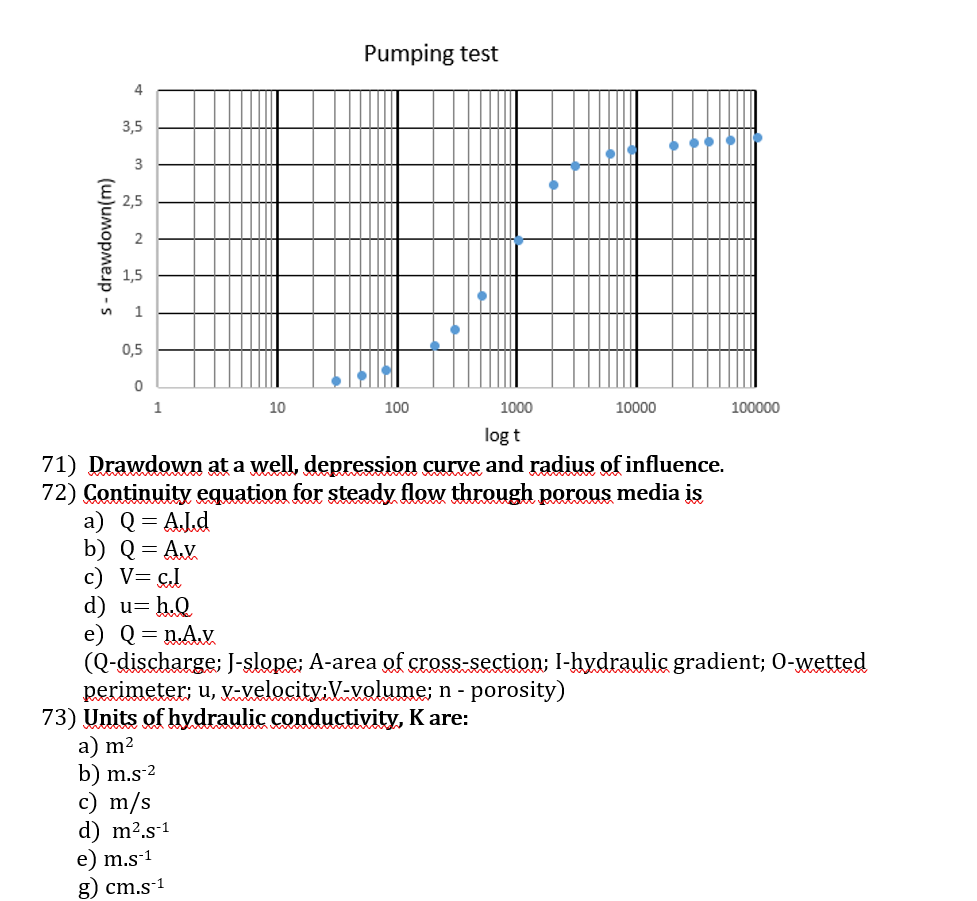 Pumping test
4
3,5
3
2,5
2
1,5
1
0,5
0
s - drawdown(m)
1 10 100 1000 10000 100000
log t
71) Drawdown at a well, depression curve and radius of influence.
72) Continuity equation for steady flow through porous media is
a) Q = A.J.d
b) Q = A.v
c) V= c.I
d) u= h.Q
e) Q = n.A.v
(Q-discharge; J-slope; A-area of cross-section; I-hydraulic gradient; O-wetted
perimeter; u, v-velocity;V-volume; n - porosity)
73) Units of hydraulic conductivity, K are:
a) m²
b) m.s⁻²
c) m/s
d) m².s⁻¹
e) m.s⁻¹
g) cm.s⁻¹